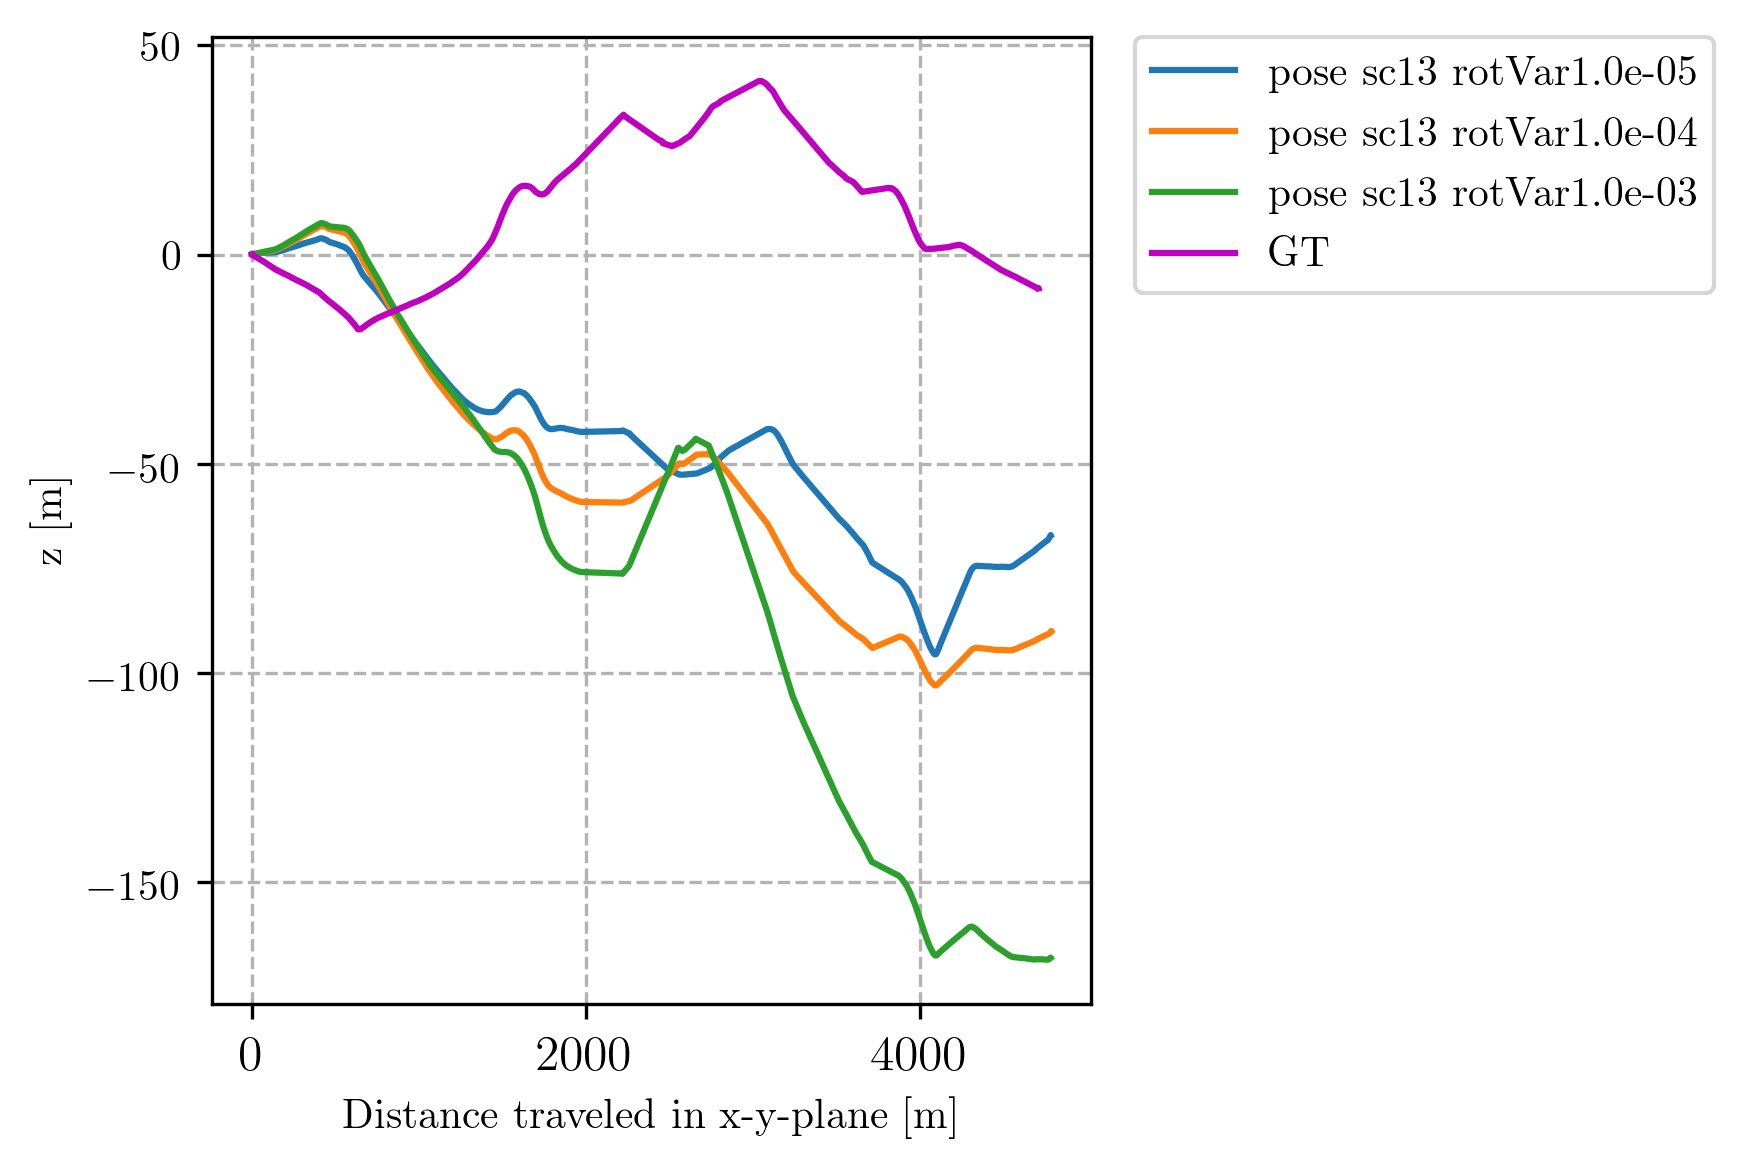 50
0
−50
−100
−150
z [m]
0 2000 4000
Distance traveled in x-y-plane [m]
pose sc13 rotVar1.0e-05
pose sc13 rotVar1.0e-04
pose sc13 rotVar1.0e-03
GT